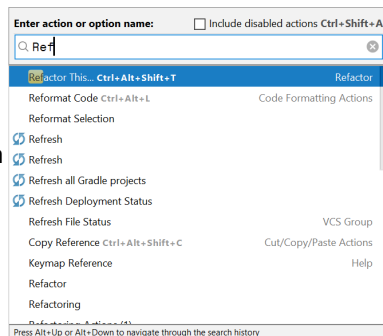 Enter action or option name: Include disabled actions Ctrl+Shift+A
Ref
Refactor This... Ctrl+Alt+Shift+T Refactor
Reformat Code Ctrl+Alt+L Code Formatting Actions
Reformat Selection
Refresh
Refresh
Refresh all Gradle projects
Refresh Deployment Status
Refresh File Status VCS Group
Copy Reference Ctrl+Alt+Shift+C Cut/Copy/Paste Actions
Keymap Reference Help
Refactor
Refactoring
Refactoring Actions (1)
Press Alt+Up or Alt+Down to navigate through the search history